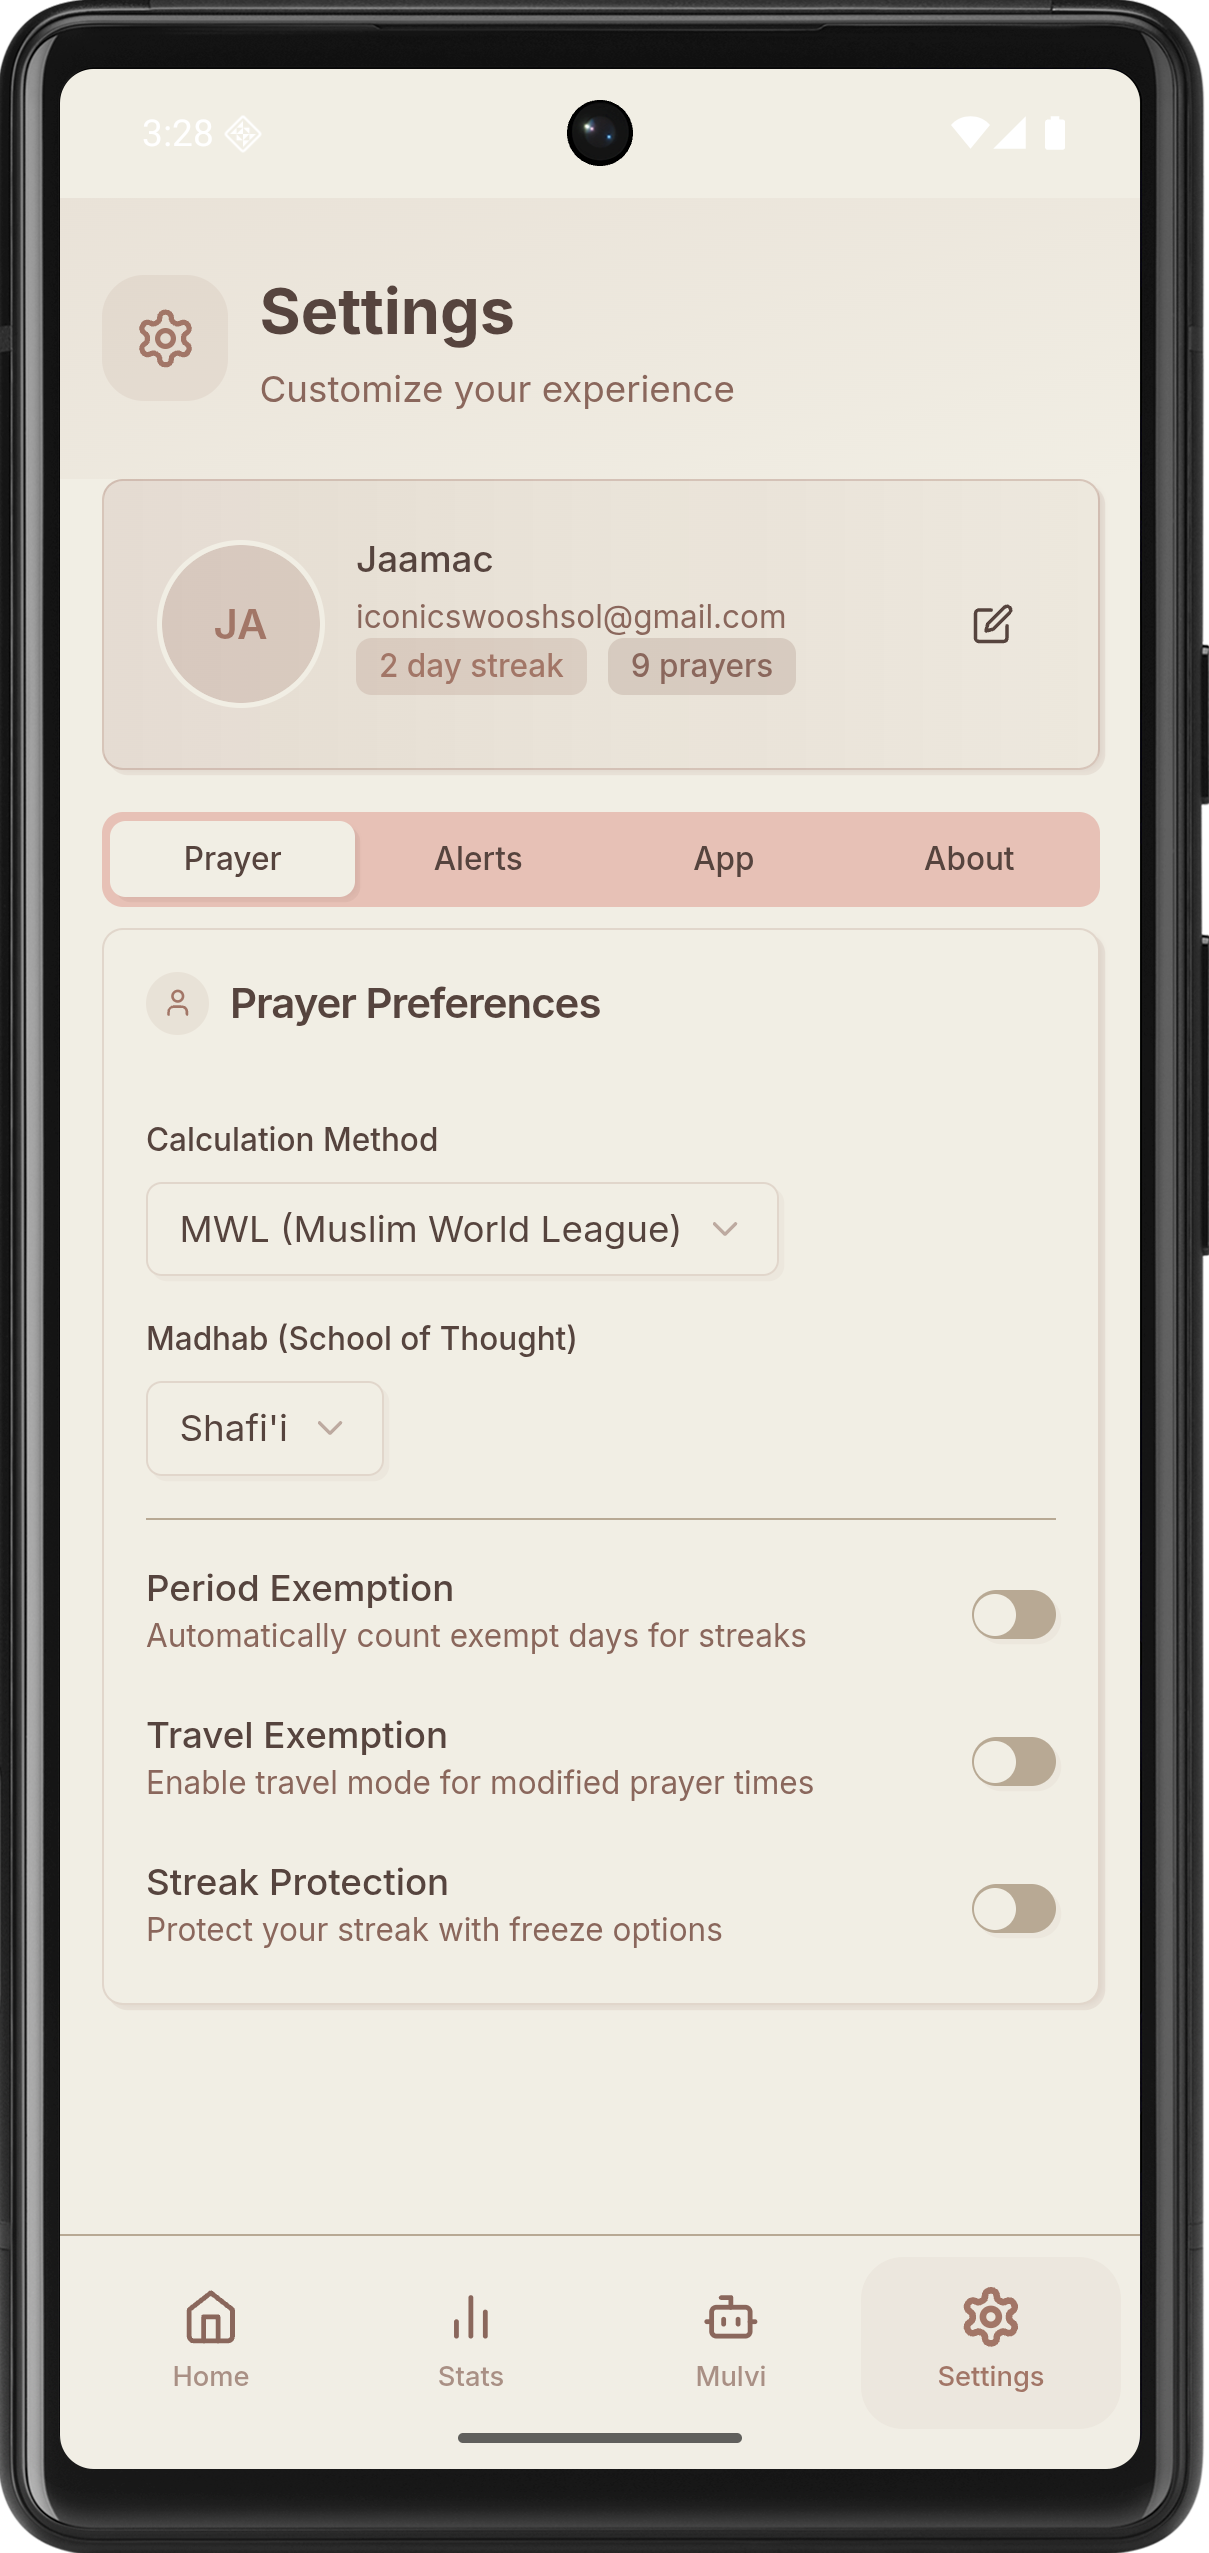 3:28
Settings
Customize your experience
JA
Jaamac
iconicswooshsol@gmail.com
2 day streak
9 prayers
Prayer
Alerts
App
About
Prayer Preferences
Calculation Method
MWL (Muslim World League)
Madhab (School of Thought)
Shafi'i
Period Exemption
Automatically count exempt days for streaks
Travel Exemption
Enable travel mode for modified prayer times
Streak Protection
Protect your streak with freeze options
Home
Stats
Mulvi
Settings